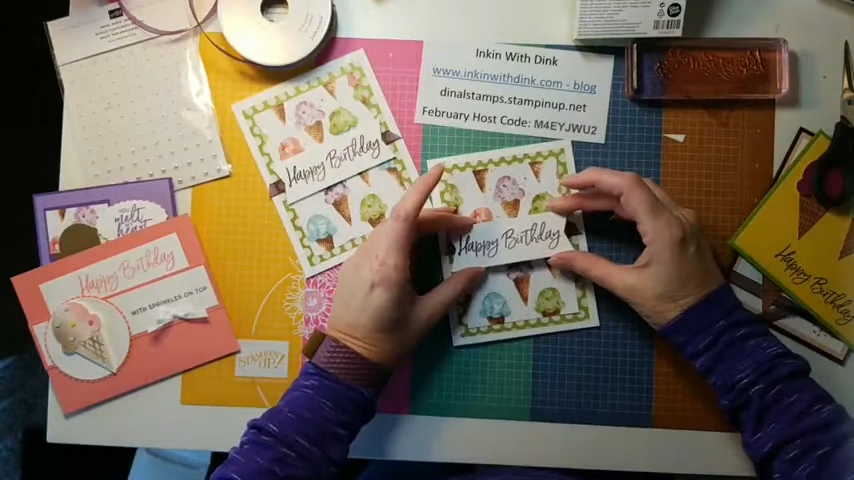 Inkin With Dink
www.inkinwithdink.com - blog
dinalstamps.stampinup.net
February Host Code: M4EYJWU2
Happy Birthday
Happy Birthday
YOU
melt
heart
Happy Birthday
WITH SPRINKLES ON TOP
STAMPIN' UP!
Happy Birthday